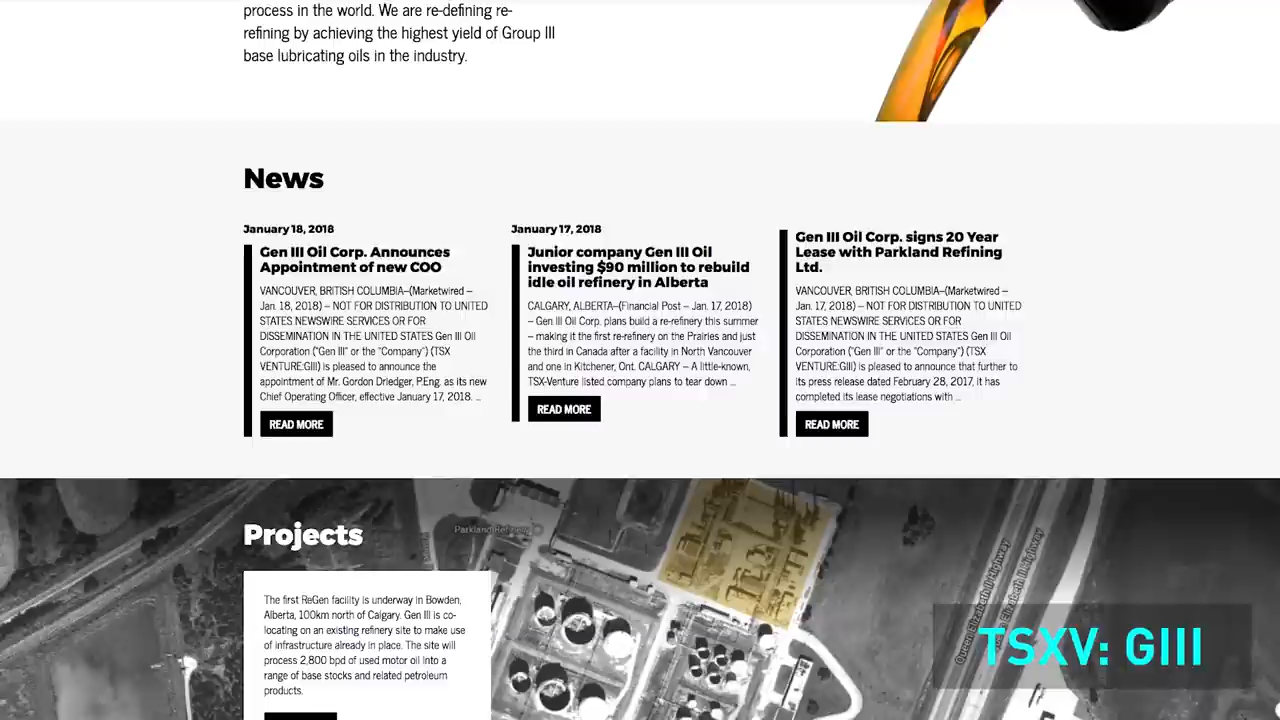 process in the world. We are re-defining re-
refining by achieving the highest yield of Group III
base lubricating oils in the industry.
News
January 18, 2018
Gen III Oil Corp. Announces
Appointment of new COO
VANCOUVER, BRITISH COLUMBIA–(Marketwired –
Jan. 18, 2018) – NOT FOR DISTRIBUTION TO UNITED
STATES NEWSWIRE SERVICES OR FOR
DISSEMINATION IN THE UNITED STATES Gen III Oil
Corporation ("Gen III" or the "Company") (TSX
VENTURE:GIII) is pleased to announce the
appointment of Mr. Gordon Driedger, P.Eng. as its new
Chief Operating Officer, effective January 17, 2018. ...
READ MORE
January 17, 2018
Junior company Gen III Oil
investing $90 million to rebuild
idle oil refinery in Alberta
CALGARY, ALBERTA–(Financial Post – Jan. 17, 2018)
– Gen III Oil Corp. plans build a re-refinery this summer
– making it the first re-refinery on the Prairies and just
the third in Canada after a facility in North Vancouver
and one in Kitchener, Ont. CALGARY – A little-known,
TSX-Venture listed company plans to tear down ...
READ MORE
Gen III Oil Corp. signs 20 Year
Lease with Parkland Refining
Ltd.
VANCOUVER, BRITISH COLUMBIA–(Marketwired –
Jan. 17, 2018) – NOT FOR DISTRIBUTION TO UNITED
STATES NEWSWIRE SERVICES OR FOR
DISSEMINATION IN THE UNITED STATES Gen III Oil
Corporation ("Gen III" or the "Company") (TSX
VENTURE:GIII) is pleased to announce that further to
its press release dated February 28, 2017, it has
completed its lease negotiations with ...
READ MORE
Projects
Parkland Refinery
The first ReGen facility is underway in Bowden,
Alberta, 100km north of Calgary. Gen III is co-
locating on an existing refinery site to make use
of infrastructure already in place. The site will
process 2,800 bpd of used motor oil into a
range of base stocks and related petroleum
products.
Queen Elizabeth II Highway
Elizabeth II Highway
TSXV: GIII